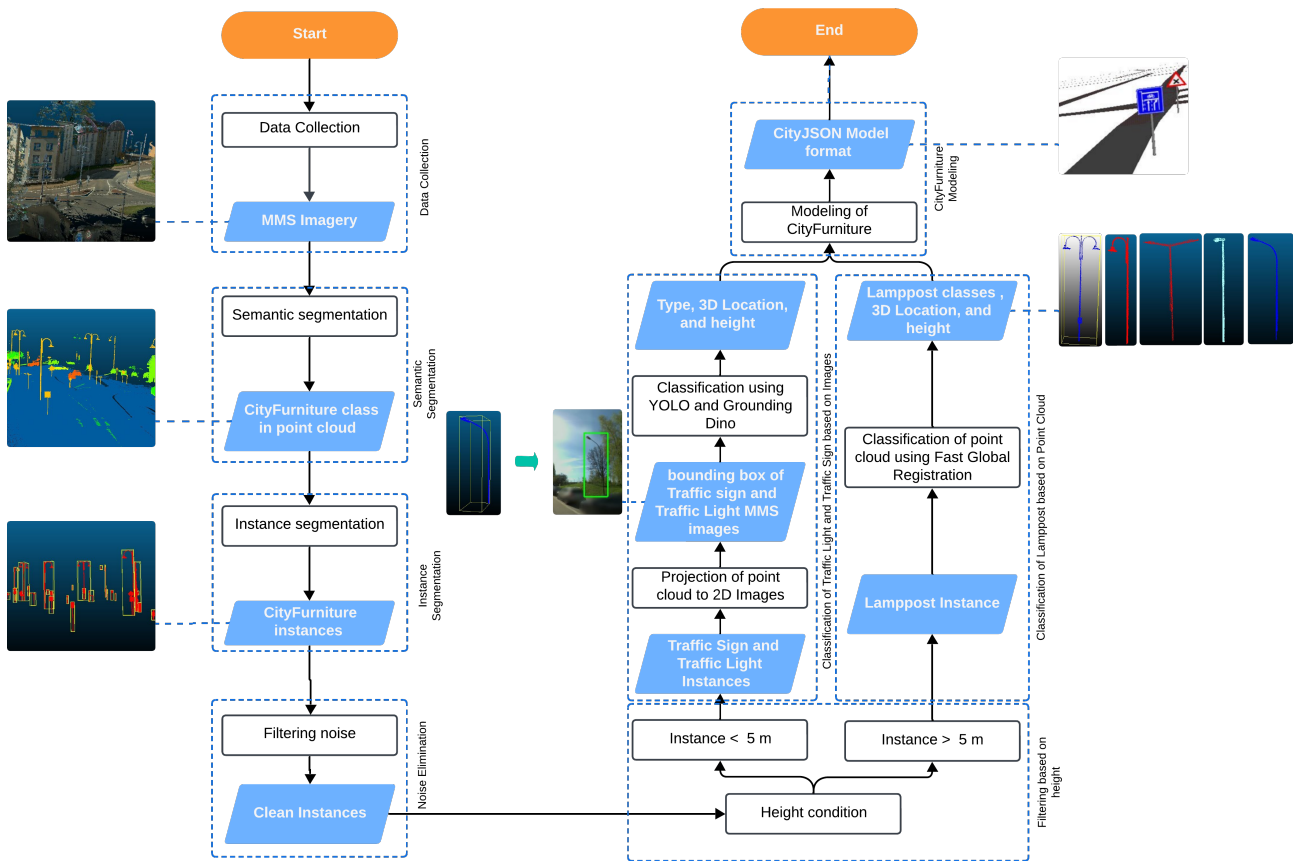 Start
Data Collection
MMS Imagery
Data Collection
Semantic segmentation
CityFurniture class
in point cloud
Semantic
Segmentation
Instance segmentation
CityFurniture
instances
Instance
Segmentation
Filtering noise
Clean Instances
Noise Elimination
Height condition
Instance < 5 m
Instance > 5 m
Filtering based on
height
Traffic Sign and
Traffic Light
Instances
Projection of point
cloud to 2D Images
bounding box of
Traffic sign and
Traffic Light MMS
images
Classification using
YOLO and Grounding
Dino
Type, 3D Location,
and height
Classification of Traffic Light and Traffic Sign based on Images
Lamppost Instance
Classification of point
cloud using Fast Global
Registration
Lamppost classes ,
3D Location, and
height
Classification of Lamppost based on Point Cloud
Modeling of
CityFurniture
CityJSON Model
format
CityFurniture
Modeling
End